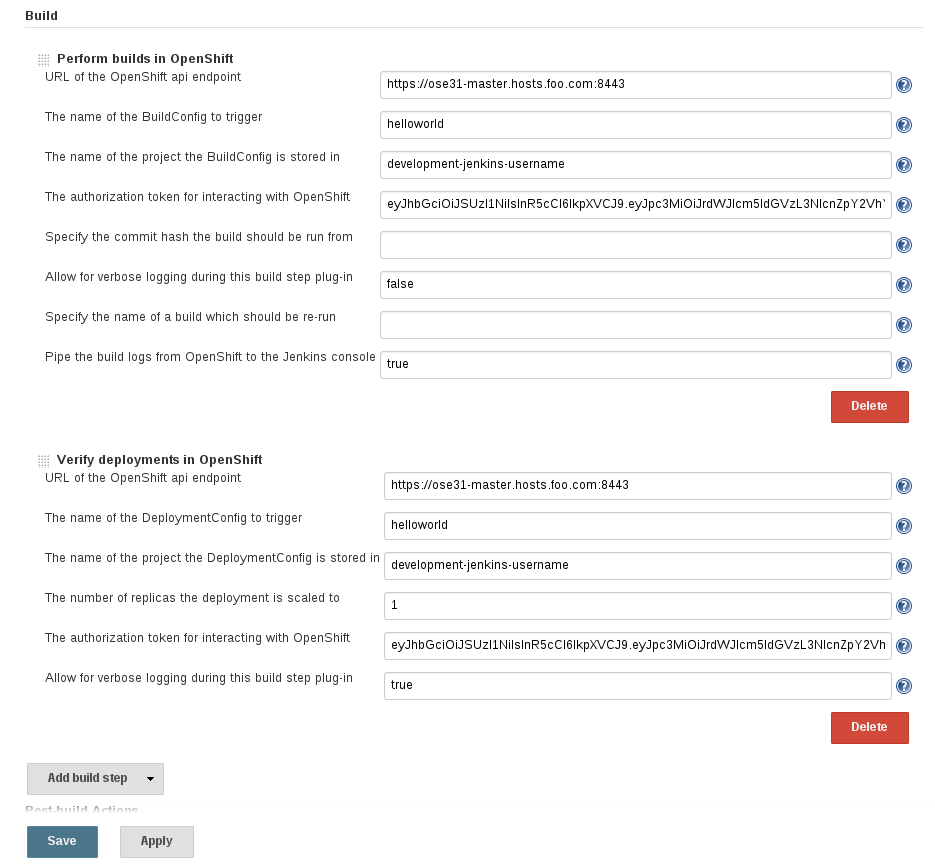 Build
Perform builds in OpenShift
URL of the OpenShift api endpoint
https://ose31-master.hosts.foo.com:8443
The name of the BuildConfig to trigger
helloworld
The name of the project the BuildConfig is stored in
development-jenkins-username
The authorization token for interacting with OpenShift
eyJhbGciOiJSUzI1NiIsInR5cCI6IkpXVCJ9.eyJpc3MiOiJrdWJlcm5ldGVzL3NlcnZpY2Vh
Specify the commit hash the build should be run from
Allow for verbose logging during this build step plug-in
false
Specify the name of a build which should be re-run
Pipe the build logs from OpenShift to the Jenkins console
true
Delete
Verify deployments in OpenShift
URL of the OpenShift api endpoint
https://ose31-master.hosts.foo.com:8443
The name of the DeploymentConfig to trigger
helloworld
The name of the project the DeploymentConfig is stored in
development-jenkins-username
The number of replicas the deployment is scaled to
1
The authorization token for interacting with OpenShift
eyJhbGciOiJSUzI1NiIsInR5cCI6IkpXVCJ9.eyJpc3MiOiJrdWJlcm5ldGVzL3NlcnZpY2Vh
Allow for verbose logging during this build step plug-in
true
Delete
Add build step
Post-build Actions
Save Apply